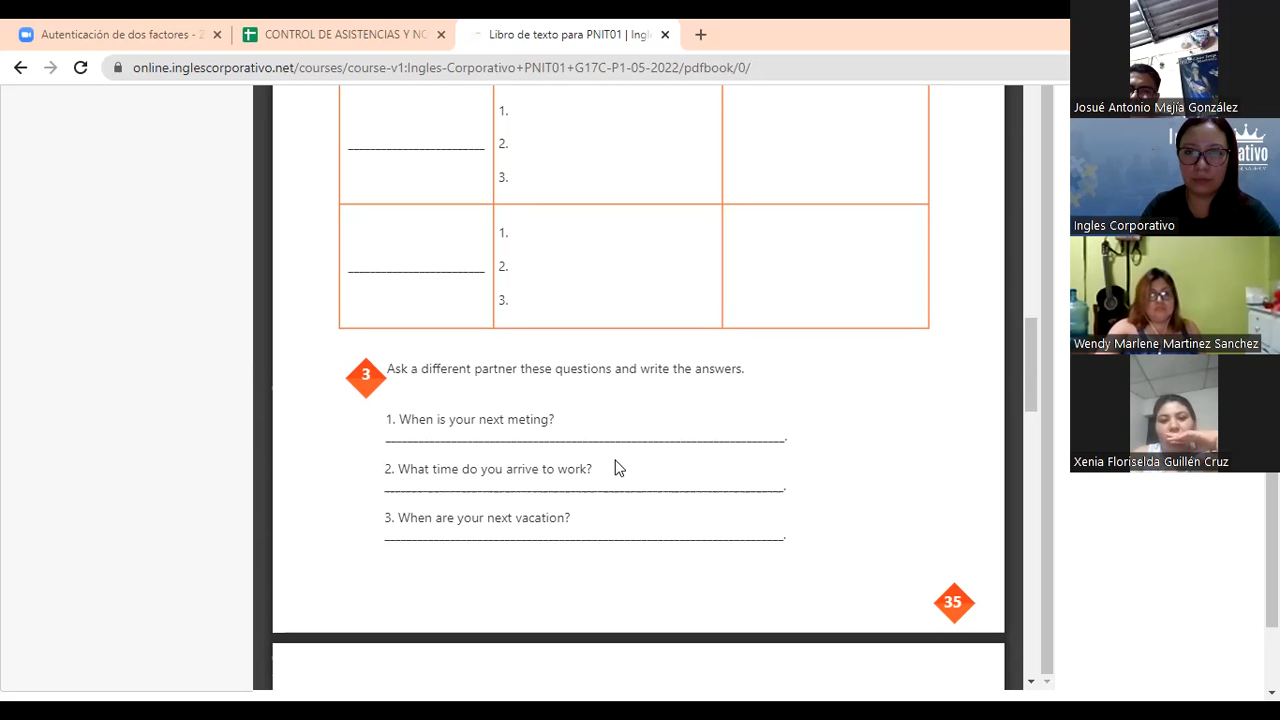 Autenticación de dos factores - 2
CONTROL DE ASISTENCIAS Y NO
Libro de texto para PNIT01 | Ingl
online.inglescorporativo.net/courses/course-v1:Ingles-Corporativo+PNIT01+G17C-P1-05-2022/pdfbook/0/
1.
2.
3.
1.
2.
3.
3 Ask a different partner these questions and write the answers.
1. When is your next meting?
2. What time do you arrive to work?
3. When are your next vacation?
35
Josué Antonio Mejía González
Ingles Corporativo
Wendy Marlene Martinez Sanchez
Xenia Floriselda Guillén Cruz